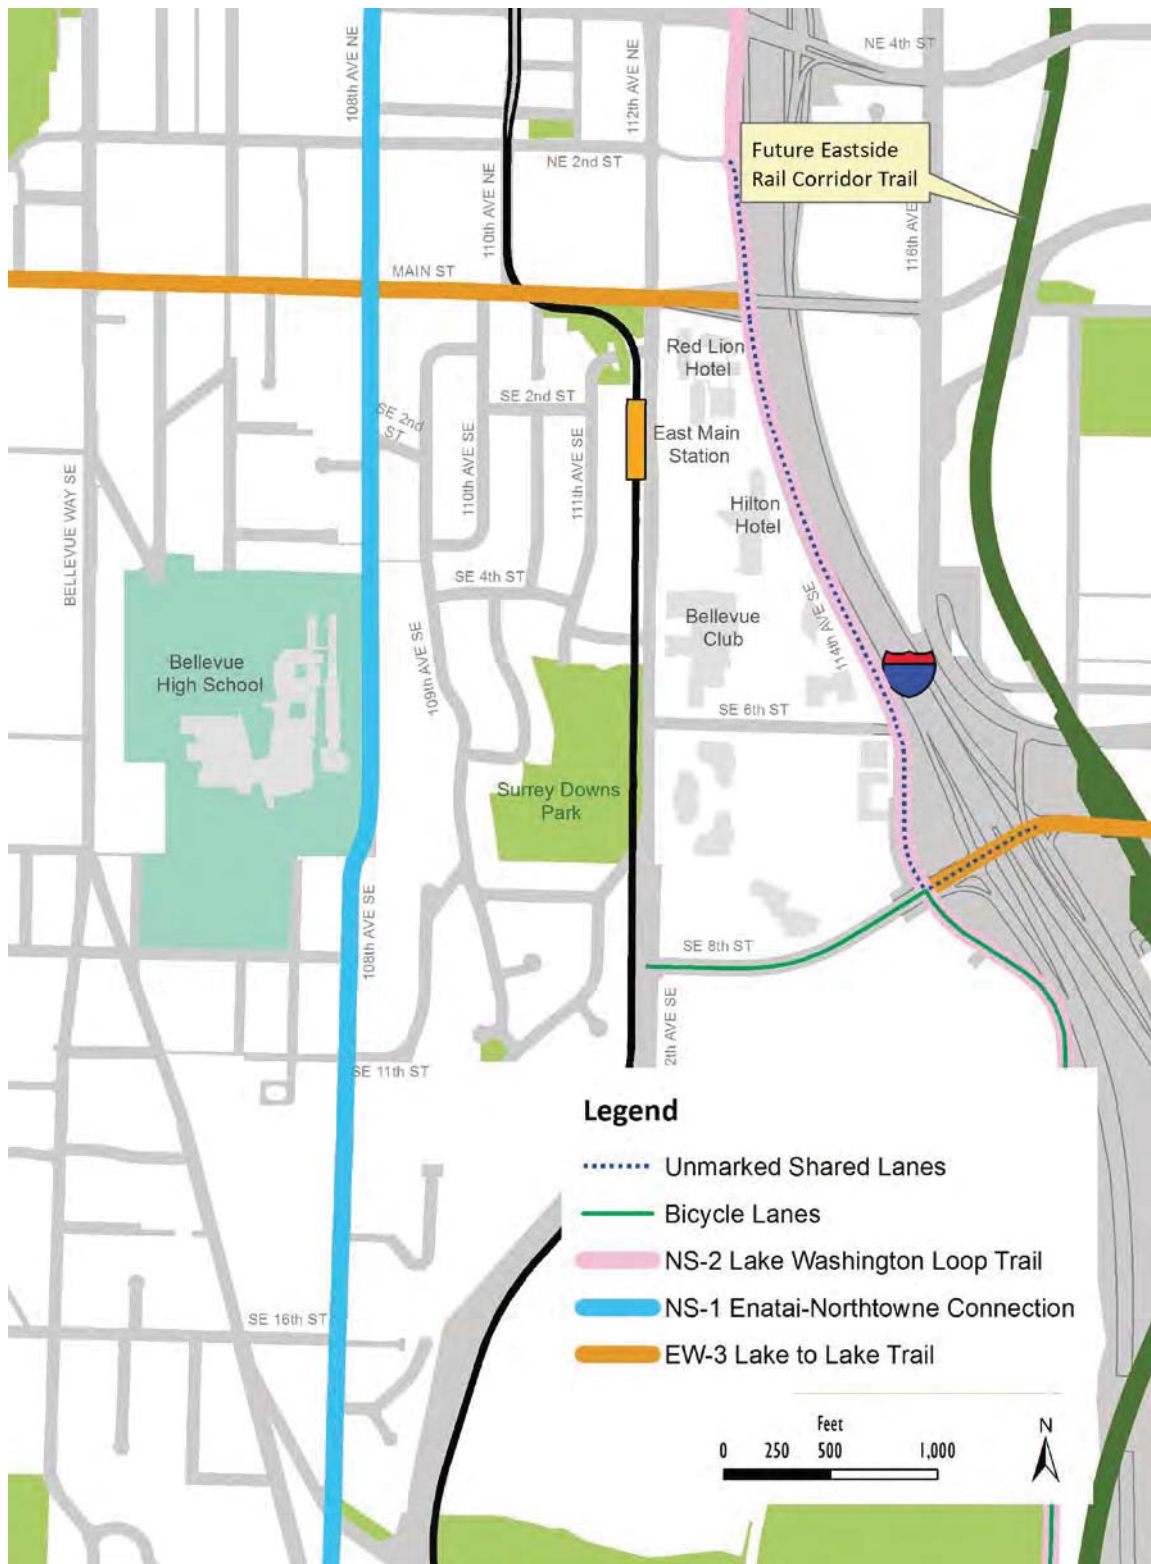 108th AVE NE
112th AVE NE
NE 4th ST
Future Eastside
Rail Corridor Trail
NE 2nd ST
110th AVE NE
116th AVE
MAIN ST
Red Lion
Hotel
SE 2nd ST
SE 2nd
ST
East Main
Station
110th AVE SE
111th AVE SE
Hilton
Hotel
BELLEVUE WAY SE
SE 4th ST
Bellevue
Club
114th AVE SE
109th AVE SE
Bellevue
High School
SE 6th ST
Surrey Downs
Park
108th AVE SE
SE 8th ST
2th AVE SE
SE 11th ST
Legend
Unmarked Shared Lanes
Bicycle Lanes
NS-2 Lake Washington Loop Trail
NS-1 Enatai-Northtowne Connection
EW-3 Lake to Lake Trail
SE 16th ST
Feet
0 250 500 1,000
N